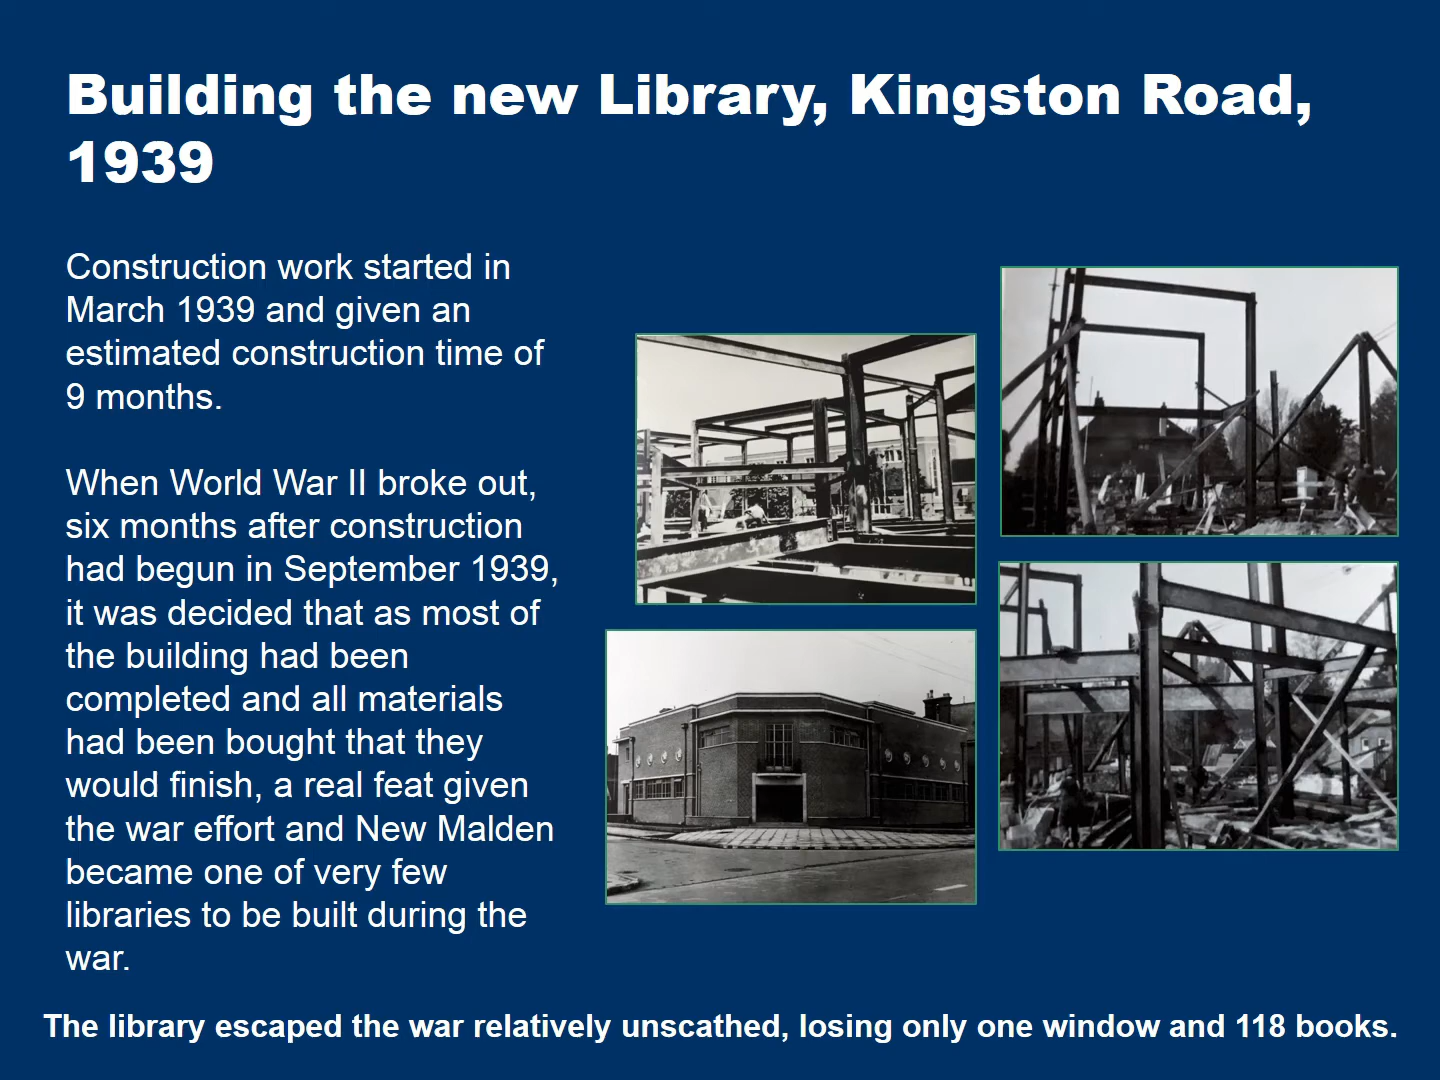 Building the new Library, Kingston Road,
1939
Construction work started in
March 1939 and given an
estimated construction time of
9 months.
When World War II broke out,
six months after construction
had begun in September 1939,
it was decided that as most of
the building had been
completed and all materials
had been bought that they
would finish, a real feat given
the war effort and New Malden
became one of very few
libraries to be built during the
war.
The library escaped the war relatively unscathed, losing only one window and 118 books.